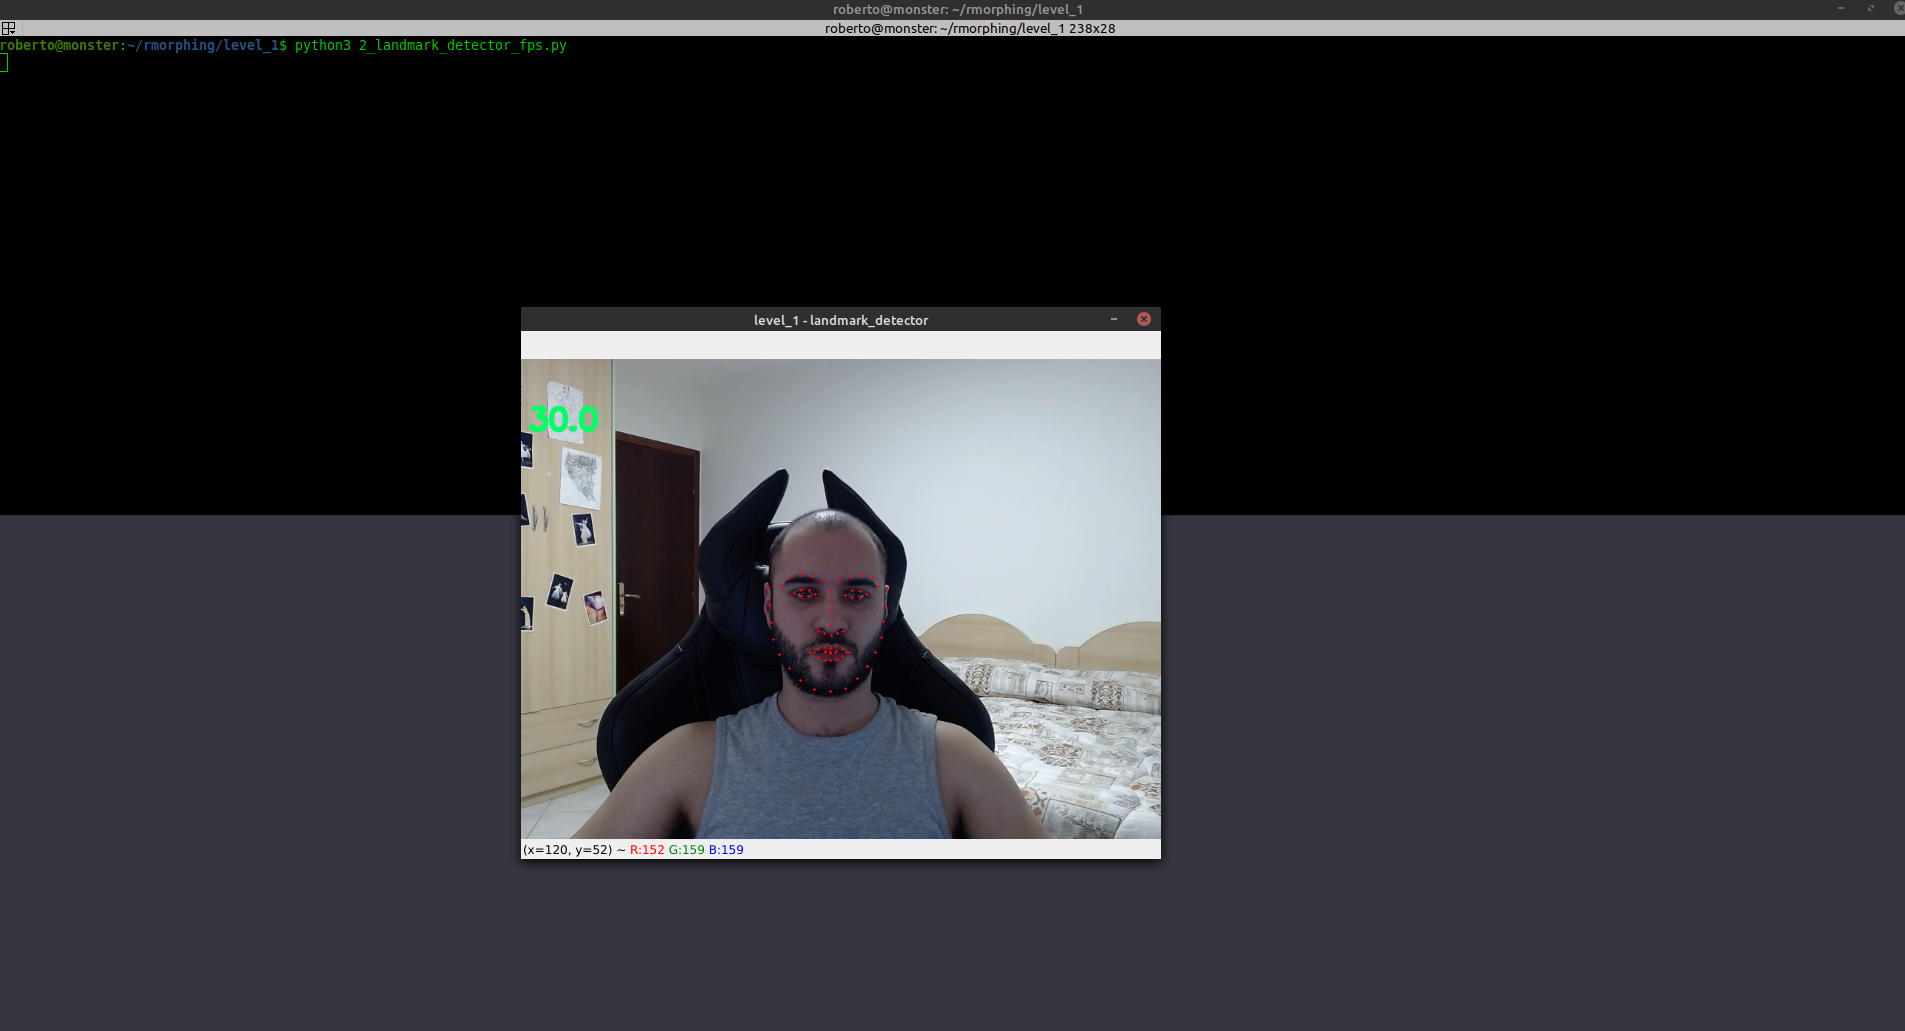 roberto@monster: ~/rmorphing/level_1
roberto@monster: ~/rmorphing/level_1 238x28
roberto@monster:~/rmorphing/level_1$ python3 2_landmark_detector_fps.py
level_1 - landmark_detector
30.0
(x=120, y=52) ~ R:152 G:159 B:159